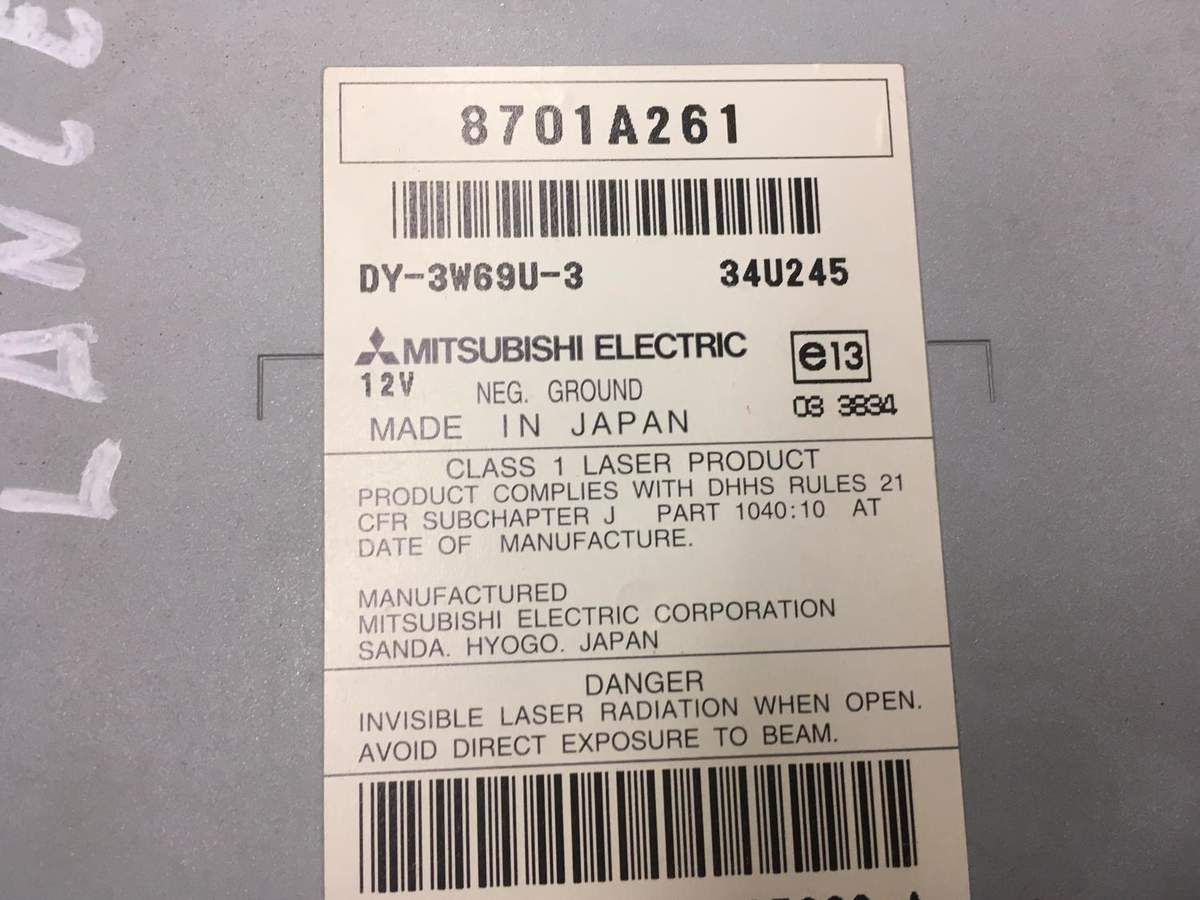 LANCE
8701A261
DY-3W69U-3 34U245
MITSUBISHI ELECTRIC e13
12V NEG. GROUND 03 3834
MADE IN JAPAN
CLASS 1 LASER PRODUCT
PRODUCT COMPLIES WITH DHHS RULES 21
CFR SUBCHAPTER J PART 1040:10 AT
DATE OF MANUFACTURE.
MANUFACTURED
MITSUBISHI ELECTRIC CORPORATION
SANDA. HYOGO. JAPAN
DANGER
INVISIBLE LASER RADIATION WHEN OPEN.
AVOID DIRECT EXPOSURE TO BEAM.